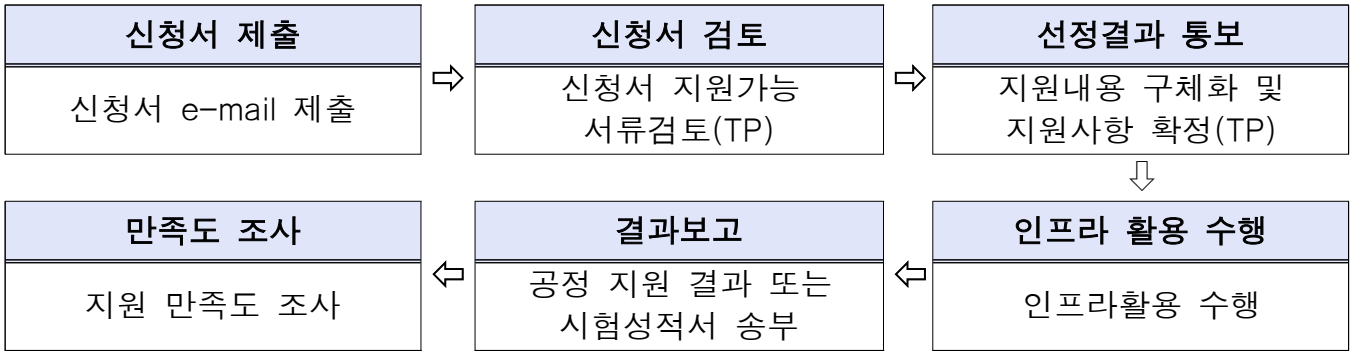 신청서 제출
신청서 e-mail 제출
신청서 검토
신청서 지원가능
서류검토(TP)
선정결과 통보
지원내용 구체화 및
지원사항 확정(TP)
인프라 활용 수행
인프라활용 수행
결과보고
공정 지원 결과 또는
시험성적서 송부
만족도 조사
지원 만족도 조사